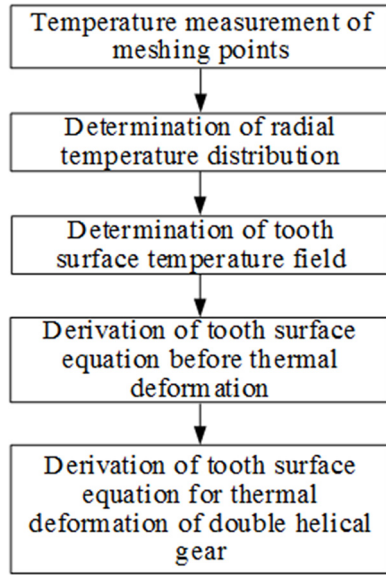 Temperature measurement of
meshing points
Determination of radial
temperature distribution
Determination of tooth
surface temperature field
Derivation of tooth surface
equation before thermal
deformation
Derivation of tooth surface
equation for thermal
deformation of double helical
gear